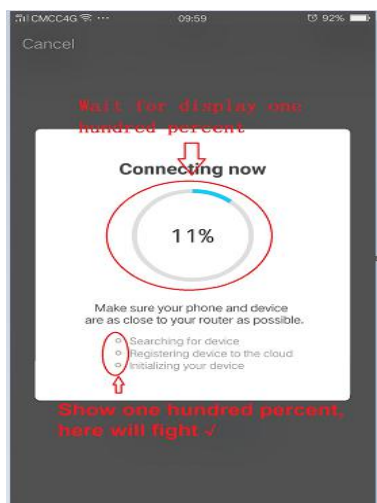 CMCC4G ··· 09:59 92%
Cancel
Wait for display one
hundred percent
Connecting now
11%
Make sure your phone and device
are as close to your router as possible.
Searching for device
Registering device to the cloud
Initializing your device
Show one hundred percent,
here will fight √